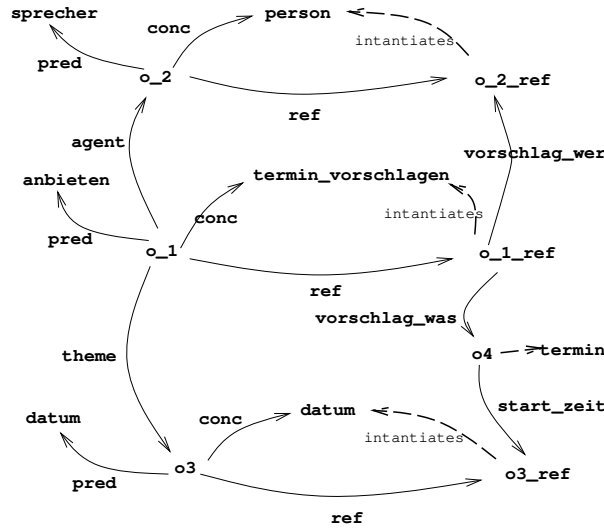 sprecher
person
conc
intantiates
pred
o_2
o_2_ref
ref
agent
vorschlag_wer
anbieten
termin_vorschlagen
conc
intantiates
pred
o_1
o_1_ref
ref
vorschlag_was
theme
o4
termin
start_zeit
datum
conc
datum
intantiates
o3
o3_ref
pred
ref